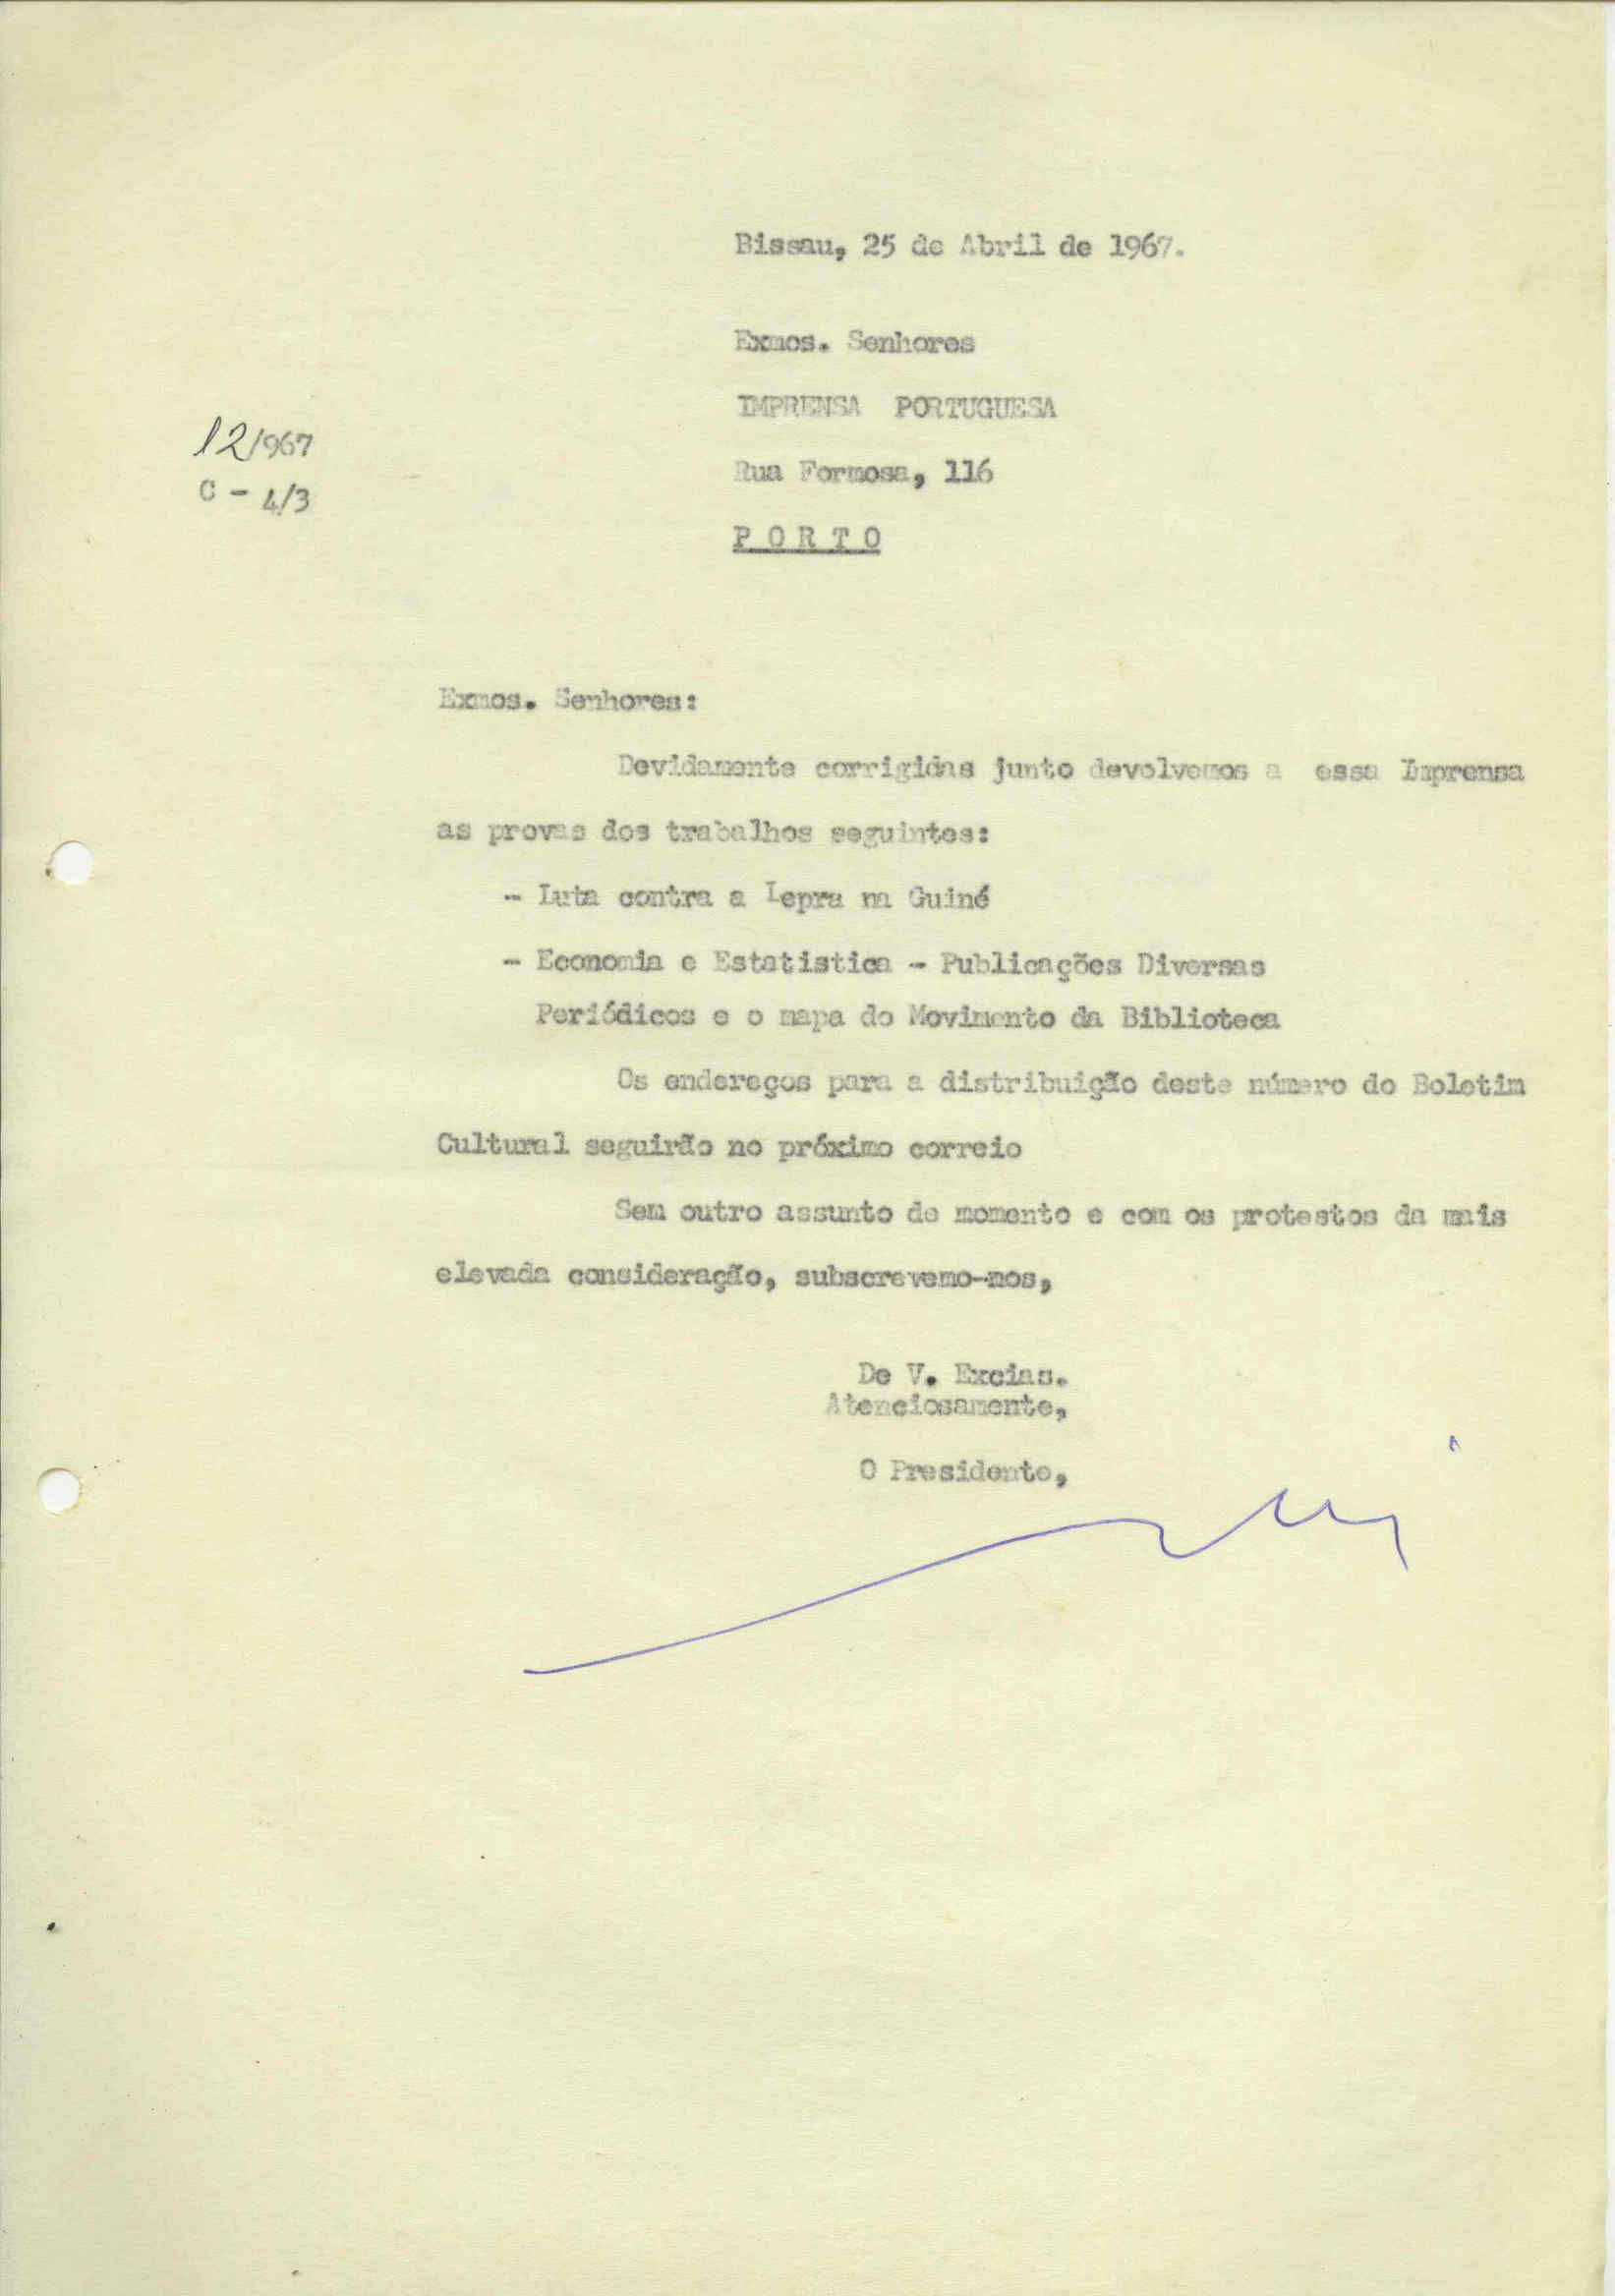 Bissau, 25 de Abril de 1967.
Exmos. Senhores
IMPRENSA PORTUGUESA
12/967
Rua Formosa, 116
C - 4/3
PORTO
Exmos. Senhores:
Devidamente corrigidas junto devolvemos a essa Imprensa
as provas dos trabalhos seguintes:
- Luta contra a Lepra na Guiné
- Economia e Estatistica - Publicações Diversas
Periódicos e o mapa do Movimento da Biblioteca
Os endereços para a distribuição deste número do Boletim
Cultural seguirão no próximo correio
Sem outro assunto de momento e com os protestos da mais
elevada consideração, subscrevemo-nos,
De V. Excias.
Atenciosamente,
O Presidente,